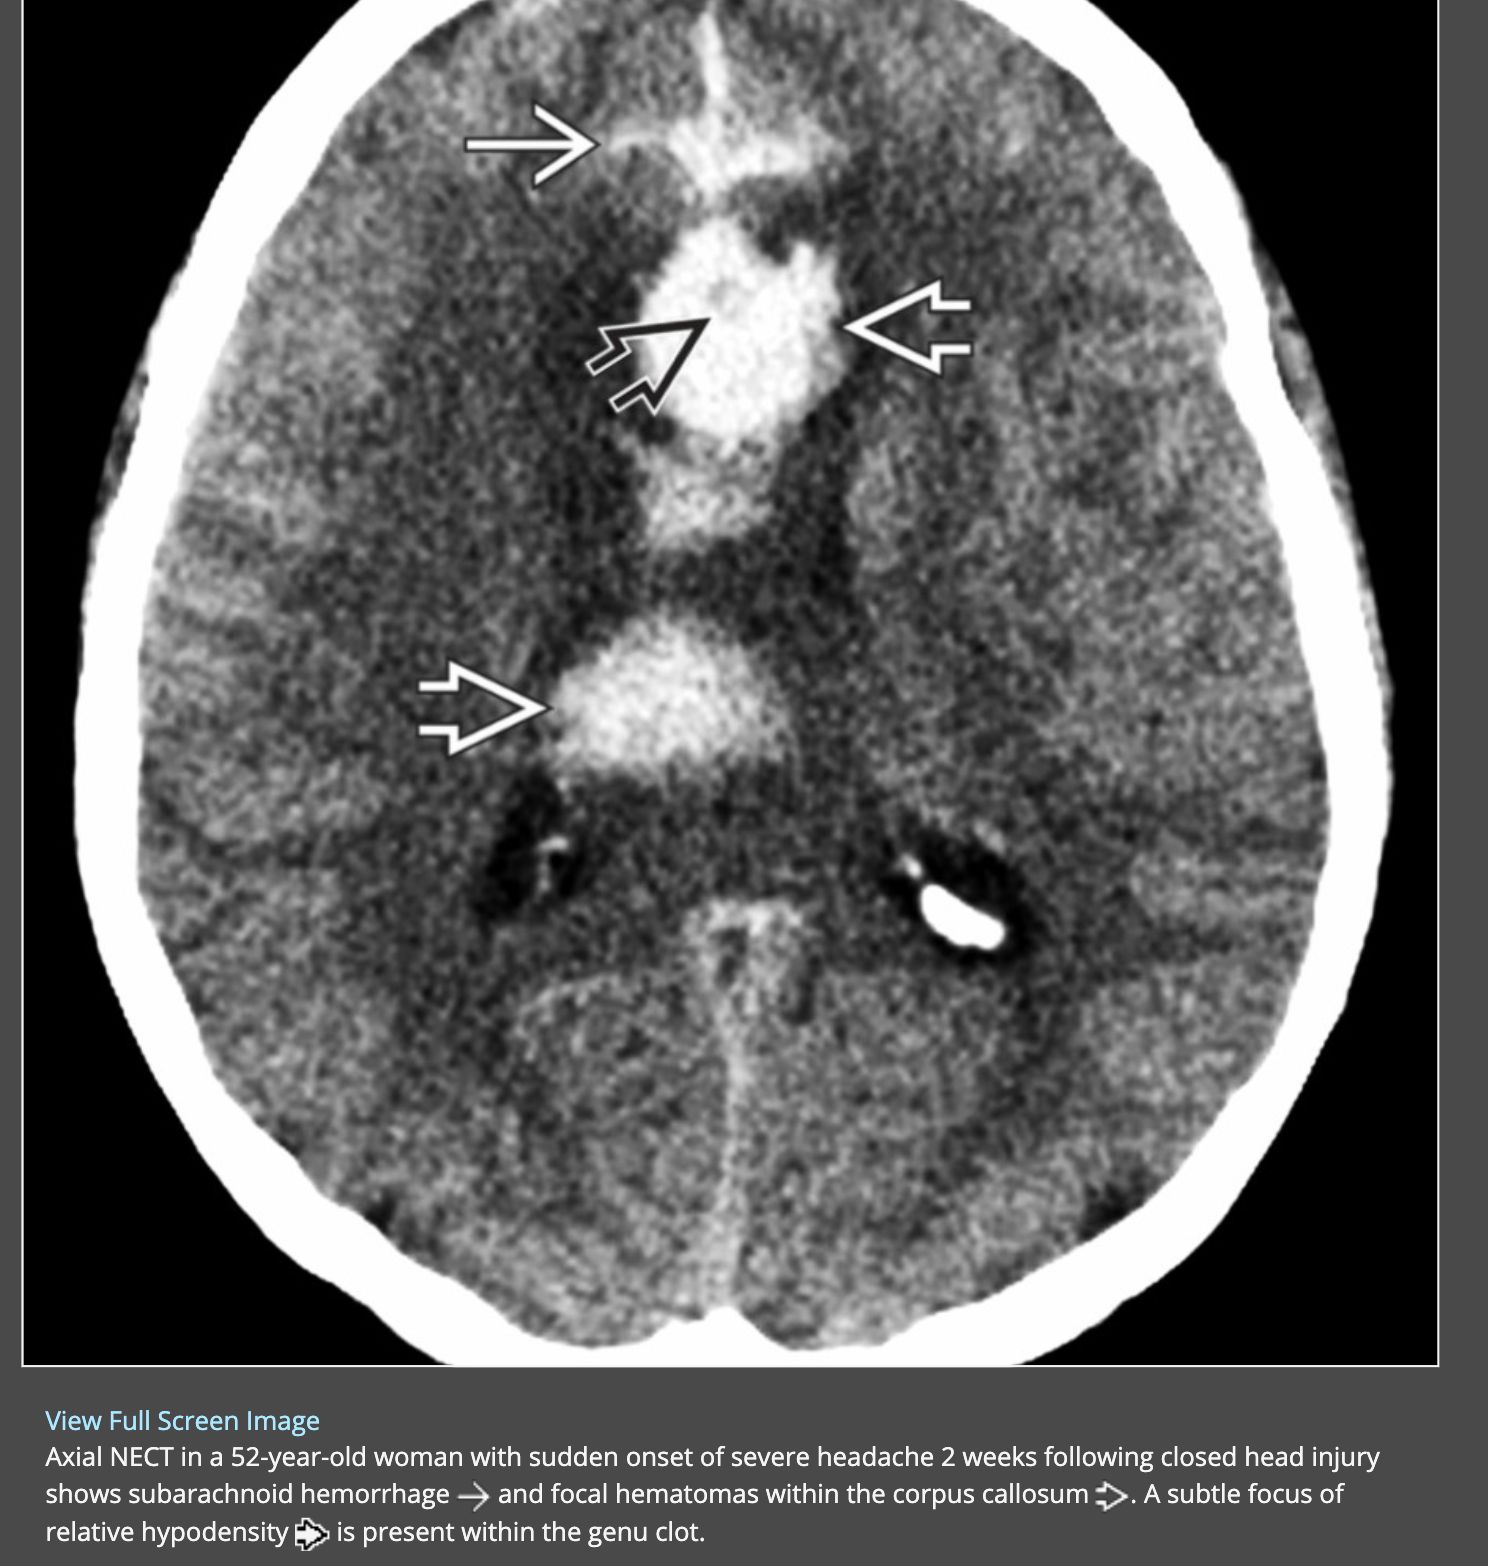 View Full Screen Image
Axial NECT in a 52-year-old woman with sudden onset of severe headache 2 weeks following closed head injury
shows subarachnoid hemorrhage and focal hematomas within the corpus callosum . A subtle focus of
relative hypodensity is present within the genu clot.